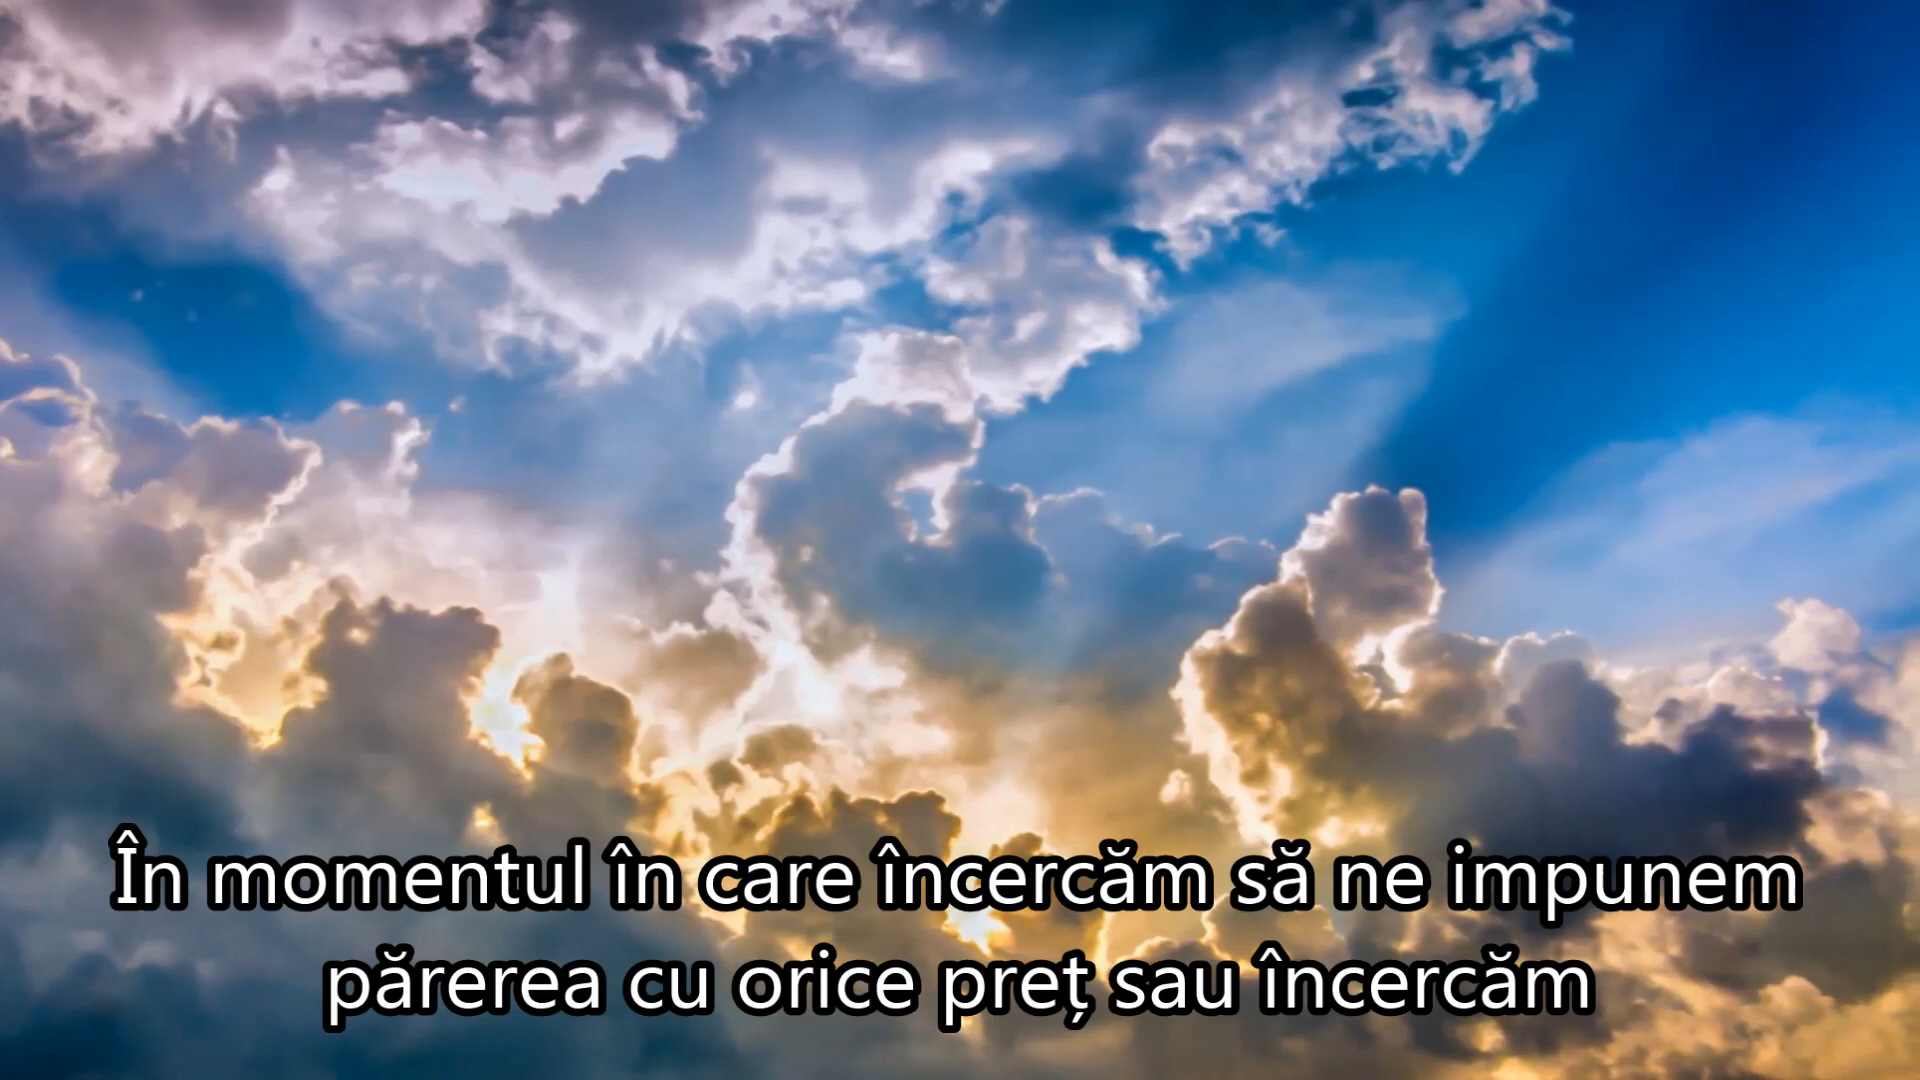 În momentul în care încercăm să ne impunem
părerea cu orice preț sau încercăm